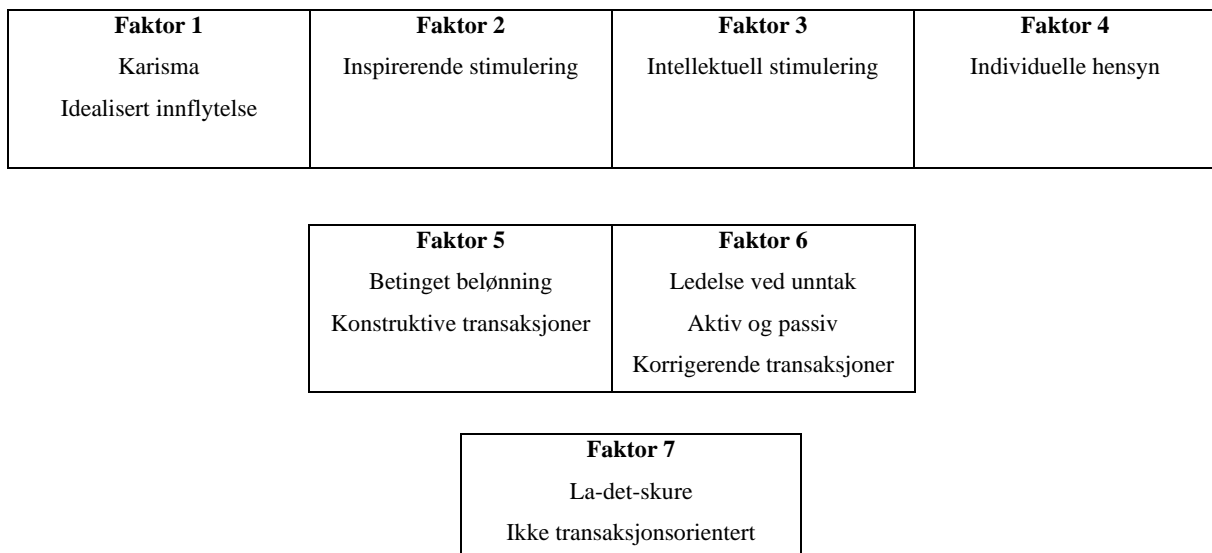 Faktor 1
Karisma
Idealisert innflytelse
Faktor 2
Inspirerende stimulering
Faktor 3
Intellektuell stimulering
Faktor 4
Individuelle hensyn
Faktor 5
Betinget belønning
Konstruktive transaksjoner
Faktor 6
Ledelse ved unntak
Aktiv og passiv
Korrigerende transaksjoner
Faktor 7
La-det-skure
Ikke transaksjonsorientert